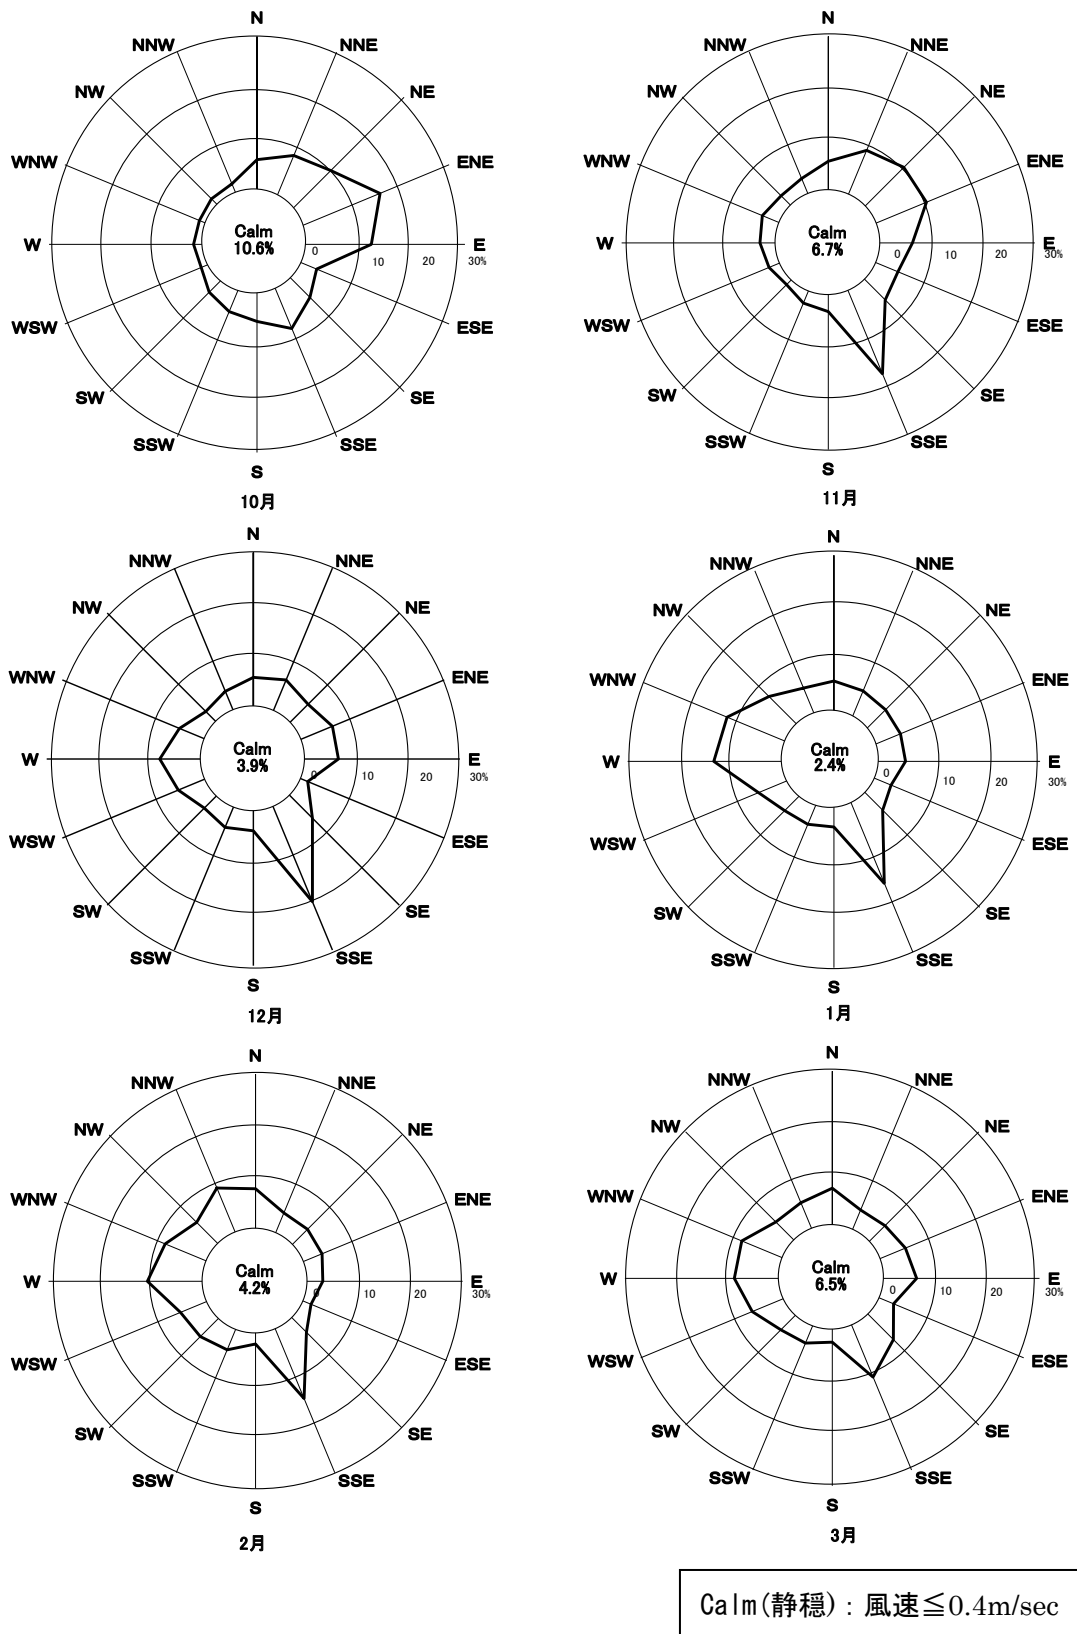 N
NNE
NE
ENE
E
ESE
SE
SSE
S
SSW
SW
WSW
W
WNW
NW
NNW
Calm
10.6%
0
10
20
30%
10月
N
NNE
NE
ENE
E
ESE
SE
SSE
S
SSW
SW
WSW
W
WNW
NW
NNW
Calm
6.7%
0
10
20
30%
11月
N
NNE
NE
ENE
E
ESE
SE
SSE
S
SSW
SW
WSW
W
WNW
NW
NNW
Calm
3.9%
0
10
20
30%
12月
N
NNE
NE
ENE
E
ESE
SE
SSE
S
SSW
SW
WSW
W
WNW
NW
NNW
Calm
2.4%
0
10
20
30%
1月
N
NNE
NE
ENE
E
ESE
SE
SSE
S
SSW
SW
WSW
W
WNW
NW
NNW
Calm
4.2%
0
10
20
30%
2月
N
NNE
NE
ENE
E
ESE
SE
SSE
S
SSW
SW
WSW
W
WNW
NW
NNW
Calm
6.5%
0
10
20
30%
3月
Calm(静穏)：風速≦0.4m/sec